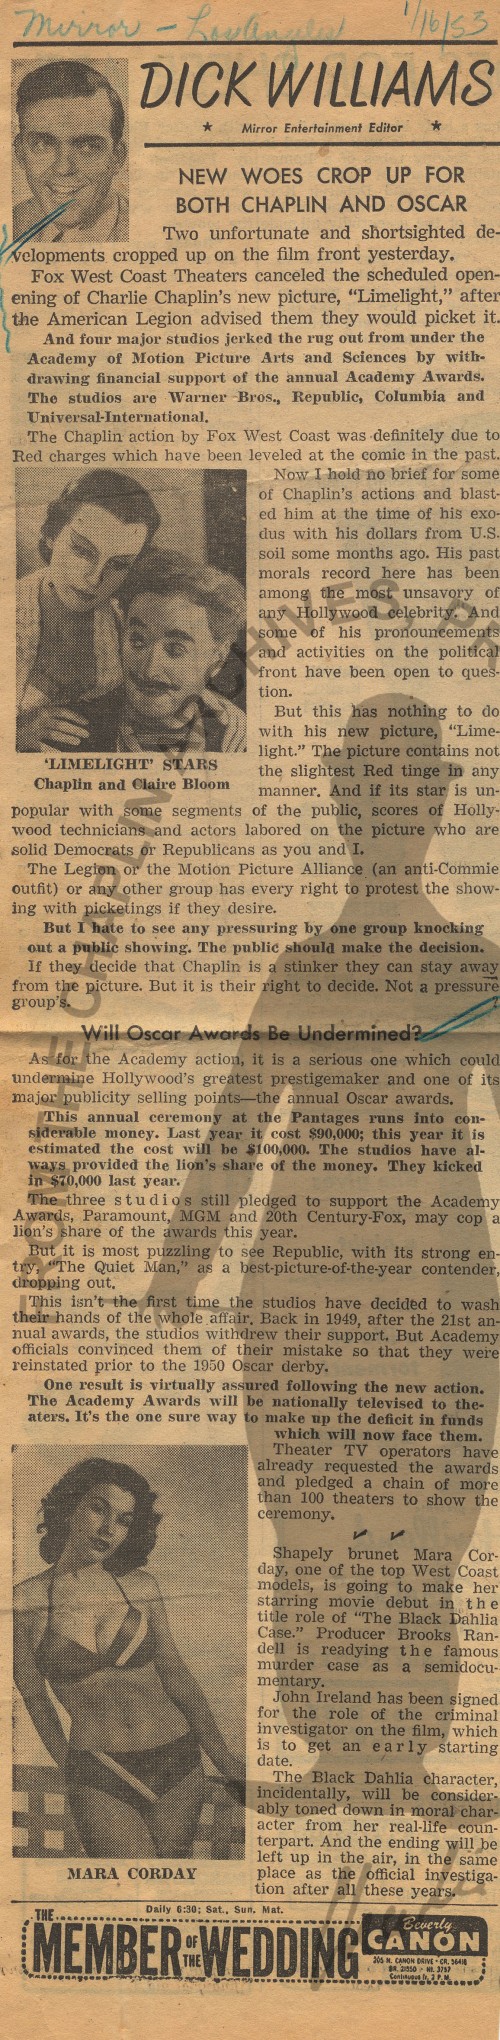 Mirror - Los Angeles 1/16/53
DICK WILLIAMS
★ Mirror Entertainment Editor ★
NEW WOES CROP UP FOR
BOTH CHAPLIN AND OSCAR
Two unfortunate and shortsighted de-
velopments cropped up on the film front yesterday.
Fox West Coast Theaters canceled the scheduled open-
ening of Charlie Chaplin's new picture, "Limelight," after
the American Legion advised them they would picket it.
And four major studios jerked the rug out from under the
Academy of Motion Picture Arts and Sciences by with-
drawing financial support of the annual Academy Awards.
The studios are Warner Bros., Republic, Columbia and
Universal-International.
The Chaplin action by Fox West Coast was definitely due to
Red charges which have been leveled at the comic in the past.
Now I hold no brief for some
of Chaplin's actions and blast-
ed him at the time of his exo-
dus with his dollars from U.S.
soil some months ago. His past
morals record here has been
among the most unsavory of
any Hollywood celebrity. And
some of his pronouncements
and activities on the political
front have been open to ques-
tion.
But this has nothing to do
with his new picture, "Lime-
light." The picture contains not
the slightest Red tinge in any
manner. And if its star is un-
'LIMELIGHT' STARS
Chaplin and Claire Bloom
popular with some segments of the public, scores of Holly-
wood technicians and actors labored on the picture who are
solid Democrats or Republicans as you and I.
The Legion or the Motion Picture Alliance (an anti-Commie
outfit) or any other group has every right to protest the show-
ing with picketings if they desire.
But I hate to see any pressuring by one group knocking
out a public showing. The public should make the decision.
If they decide that Chaplin is a stinker they can stay away
from the picture. But it is their right to decide. Not a pressure
group's.
?
Will Oscar Awards Be Undermined?
As for the Academy action, it is a serious one which could
undermine Hollywood's greatest prestigemaker and one of its
major publicity selling points—the annual Oscar awards.
This annual ceremony at the Pantages runs into con-
siderable money. Last year it cost $90,000; this year it is
estimated the cost will be $100,000. The studios have al-
ways provided the lion's share of the money. They kicked
in $70,000 last year.
The three studios still pledged to support the Academy
Awards, Paramount, MGM and 20th Century-Fox, may cop a
lion's share of the awards this year.
But it is most puzzling to see Republic, with its strong en-
try, "The Quiet Man," as a best-picture-of-the-year contender,
dropping out.
This isn't the first time the studios have decided to wash
their hands of the whole affair. Back in 1949, after the 21st an-
nual awards, the studios withdrew their support. But Academy
officials convinced them of their mistake so that they were
reinstated prior to the 1950 Oscar derby.
One result is virtually assured following the new action.
The Academy Awards will be nationally televised to the-
aters. It's the one sure way to make up the deficit in funds
which will now face them.
Theater TV operators have
already requested the awards
and pledged a chain of more
than 100 theaters to show the
ceremony.
Shapely brunet Mara Cor-
day, one of the top West Coast
models, is going to make her
starring movie debut in the
title role of "The Black Dahlia
Case." Producer Brooks Ran-
dell is readying the famous
murder case as a semidocu-
mentary.
John Ireland has been signed
for the role of the criminal
investigator on the film, which
is to get an early starting
date.
The Black Dahlia character,
incidentally, will be consider-
ably toned down in moral char-
acter from her real-life coun-
terpart. And the ending will be
left up in the air, in the same
place as the official investiga-
tion after all these years.
MARA CORDAY
Daily 6:30; Sat., Sun. Mat.
THE
MEMBER OF THE WEDDING
Beverly
CANON
205 N. CANON DRIVE · CR. 56418
Continuous fr. 2 P.M.
FROM THE CHAPLIN ARCHIVES